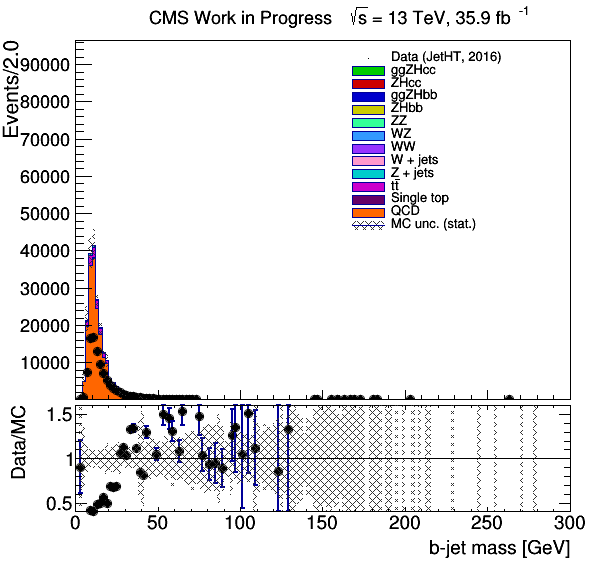 CMS Work in Progress √s = 13 TeV, 35.9 fb -1
Events/2.0
90000
80000
70000
60000
50000
40000
30000
20000
10000
Data (JetHT, 2016)
ggZHcc
ZHcc
ggZHbb
ZHbb
ZZ
WZ
WW
W + jets
Z + jets
tt̄
Single top
QCD
MC unc. (stat.)
Data/MC
1.5
1
0.5
0 50 100 150 200 250 300
b-jet mass [GeV]